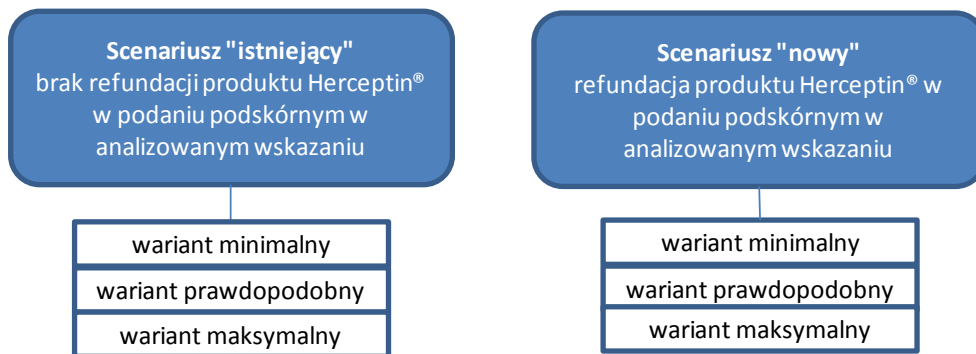 Scenariusz "istniejący"
brak refundacji produktu Herceptin®
w podaniu podskórnym w
analizowanym wskazaniu
wariant minimalny
wariant prawdopodobny
wariant maksymalny
Scenariusz "nowy"
refundacja produktu Herceptin® w
podaniu podskórnym w
analizowanym wskazaniu
wariant minimalny
wariant prawdopodobny
wariant maksymalny